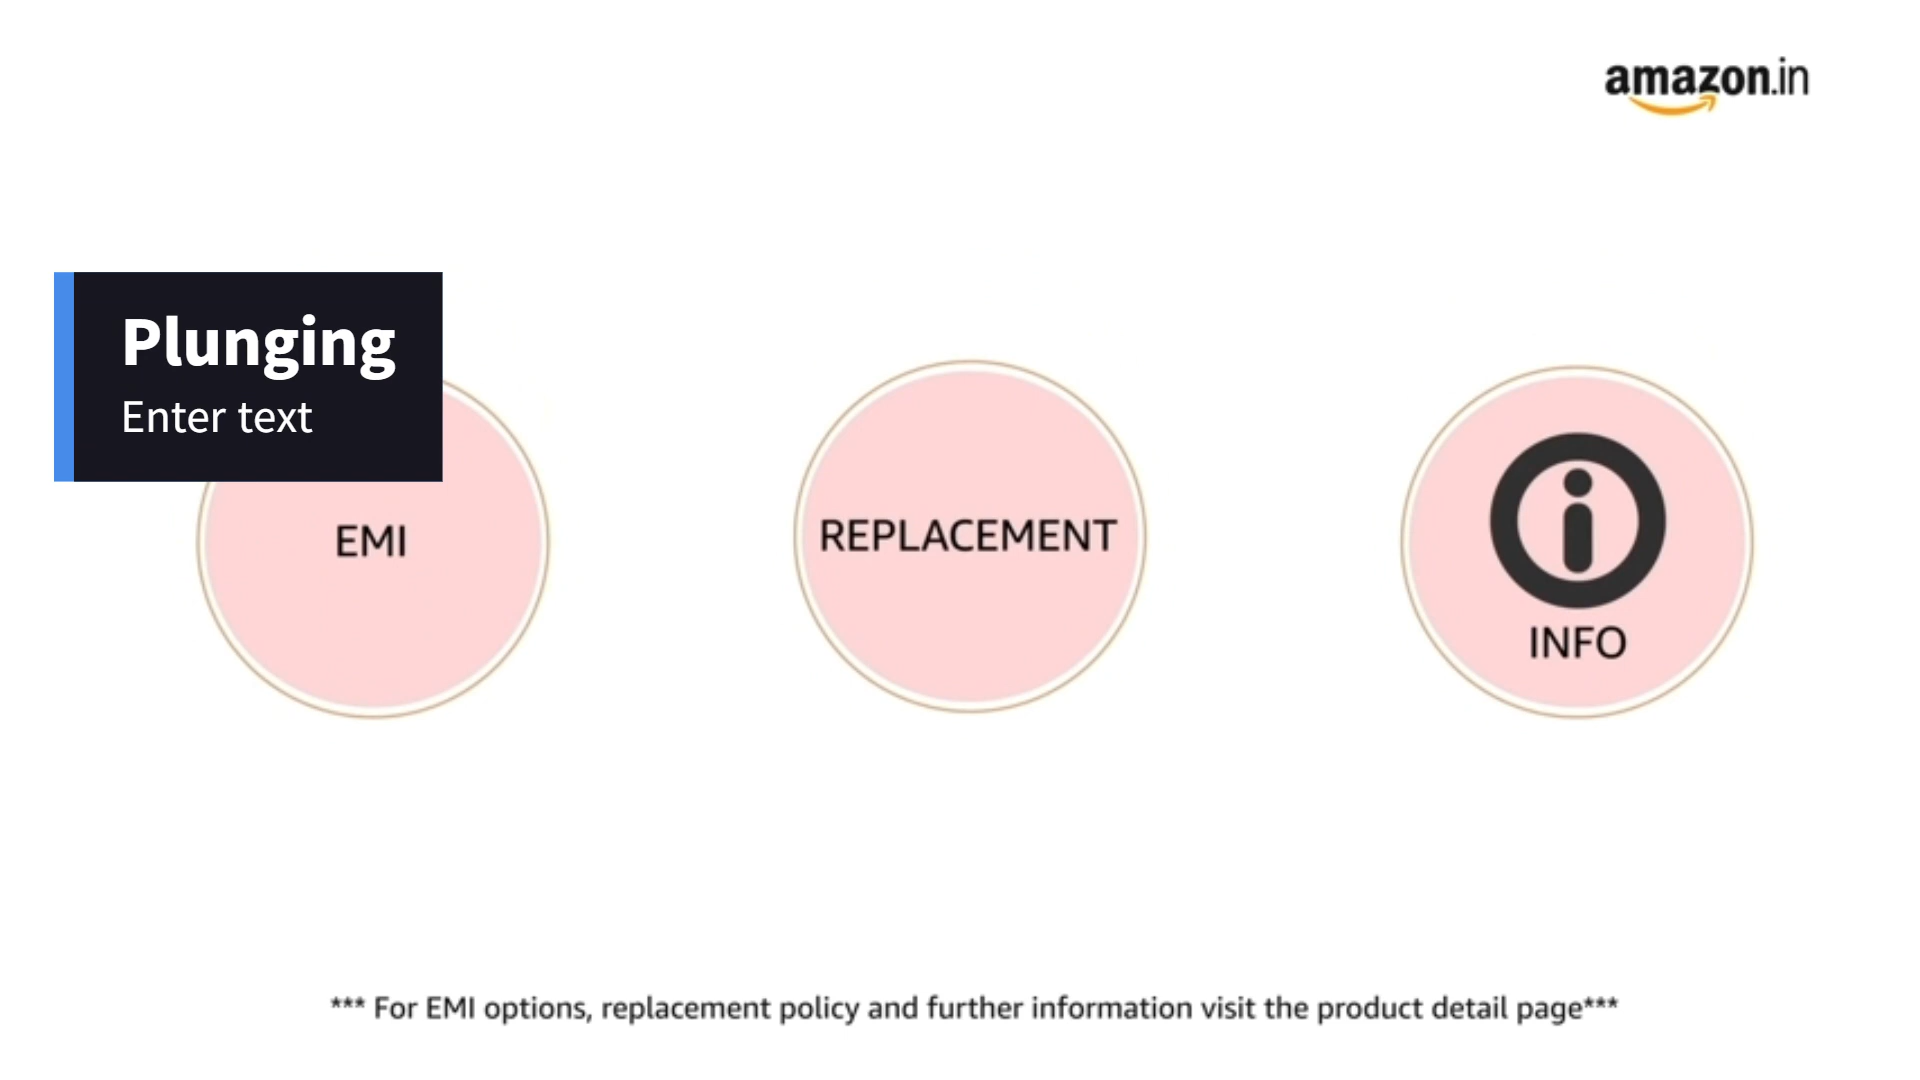 amazon.in
Plunging
Enter text
EMI
REPLACEMENT
INFO
*** For EMI options, replacement policy and further information visit the product detail page***